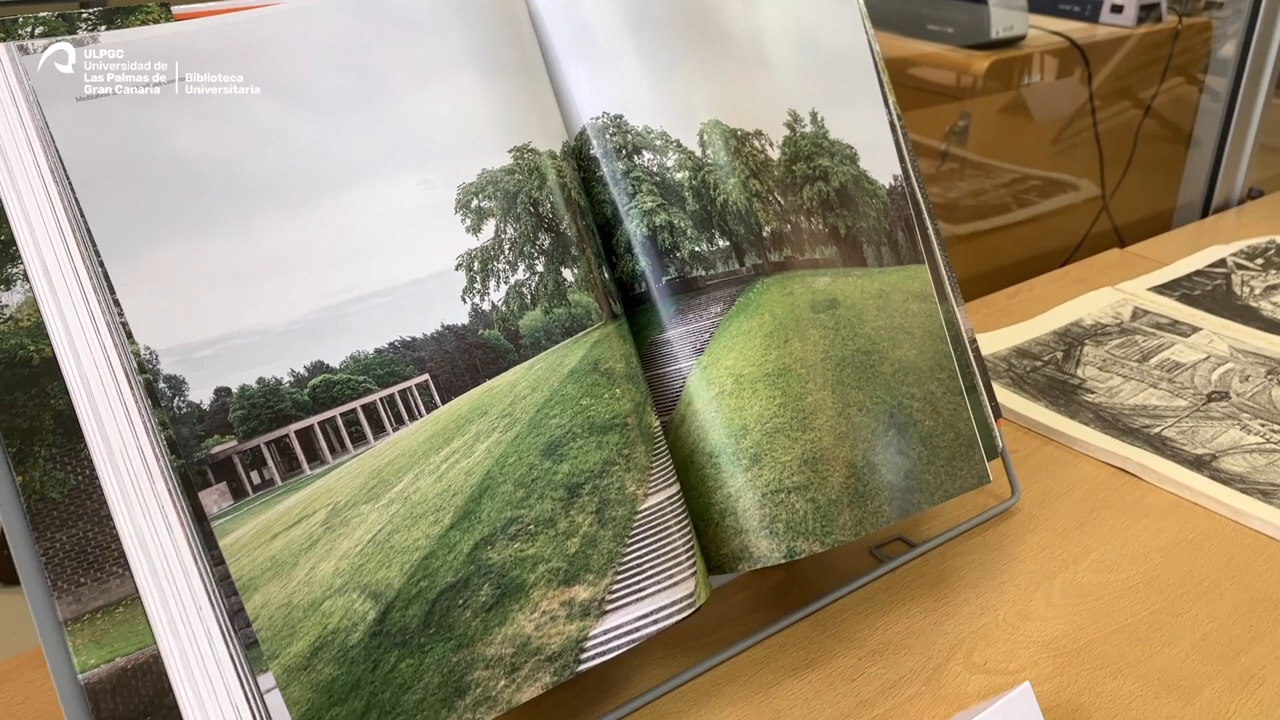 ULPGC
Universidad de
Las Palmas de
Gran Canaria
Biblioteca
Universitaria